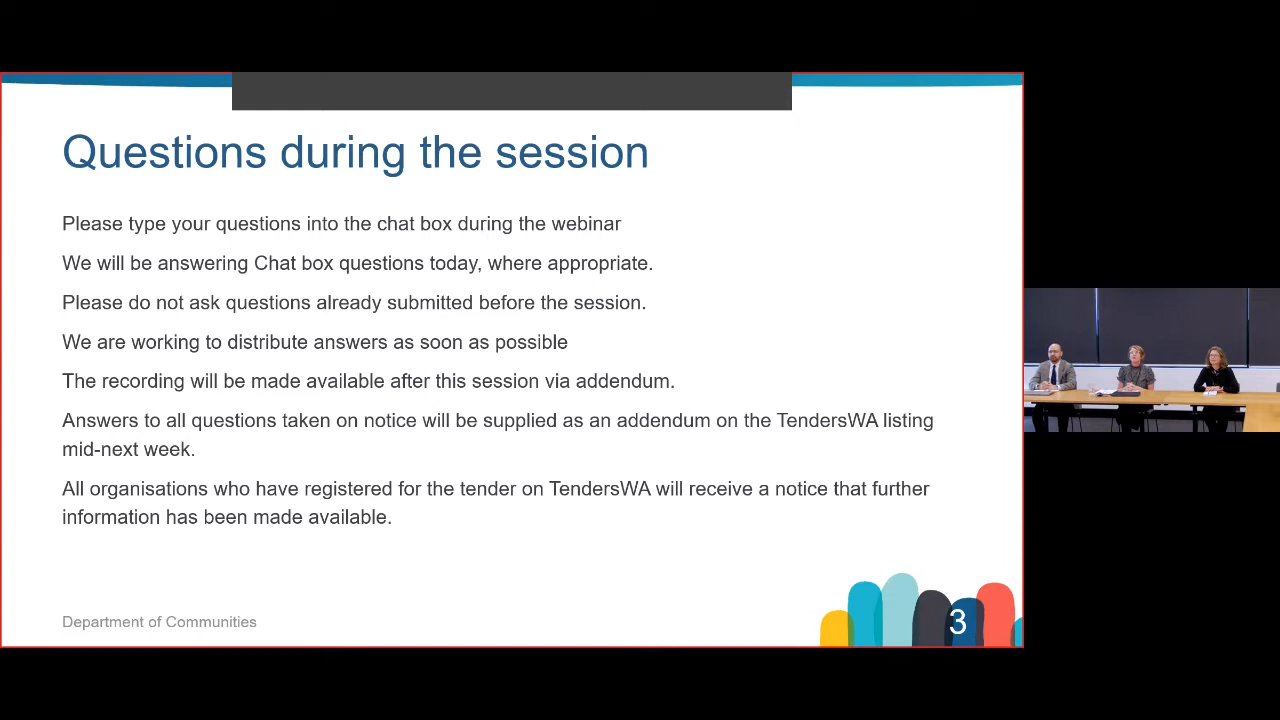 Questions during the session
Please type your questions into the chat box during the webinar
We will be answering Chat box questions today, where appropriate.
Please do not ask questions already submitted before the session.
We are working to distribute answers as soon as possible
The recording will be made available after this session via addendum.
Answers to all questions taken on notice will be supplied as an addendum on the TendersWA listing
mid-next week.
All organisations who have registered for the tender on TendersWA will receive a notice that further
information has been made available.
Department of Communities
3